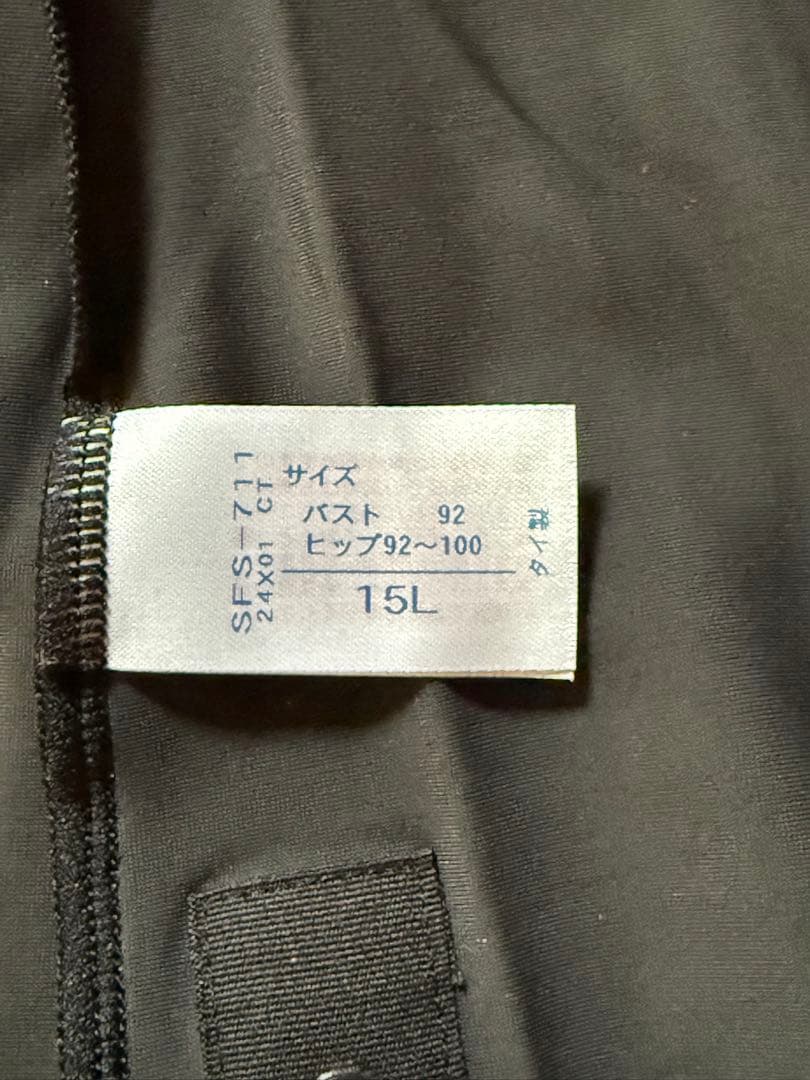 SFS-711
24X01 CT
サイズ
バスト 92
ヒップ92～100
15L
タイ製